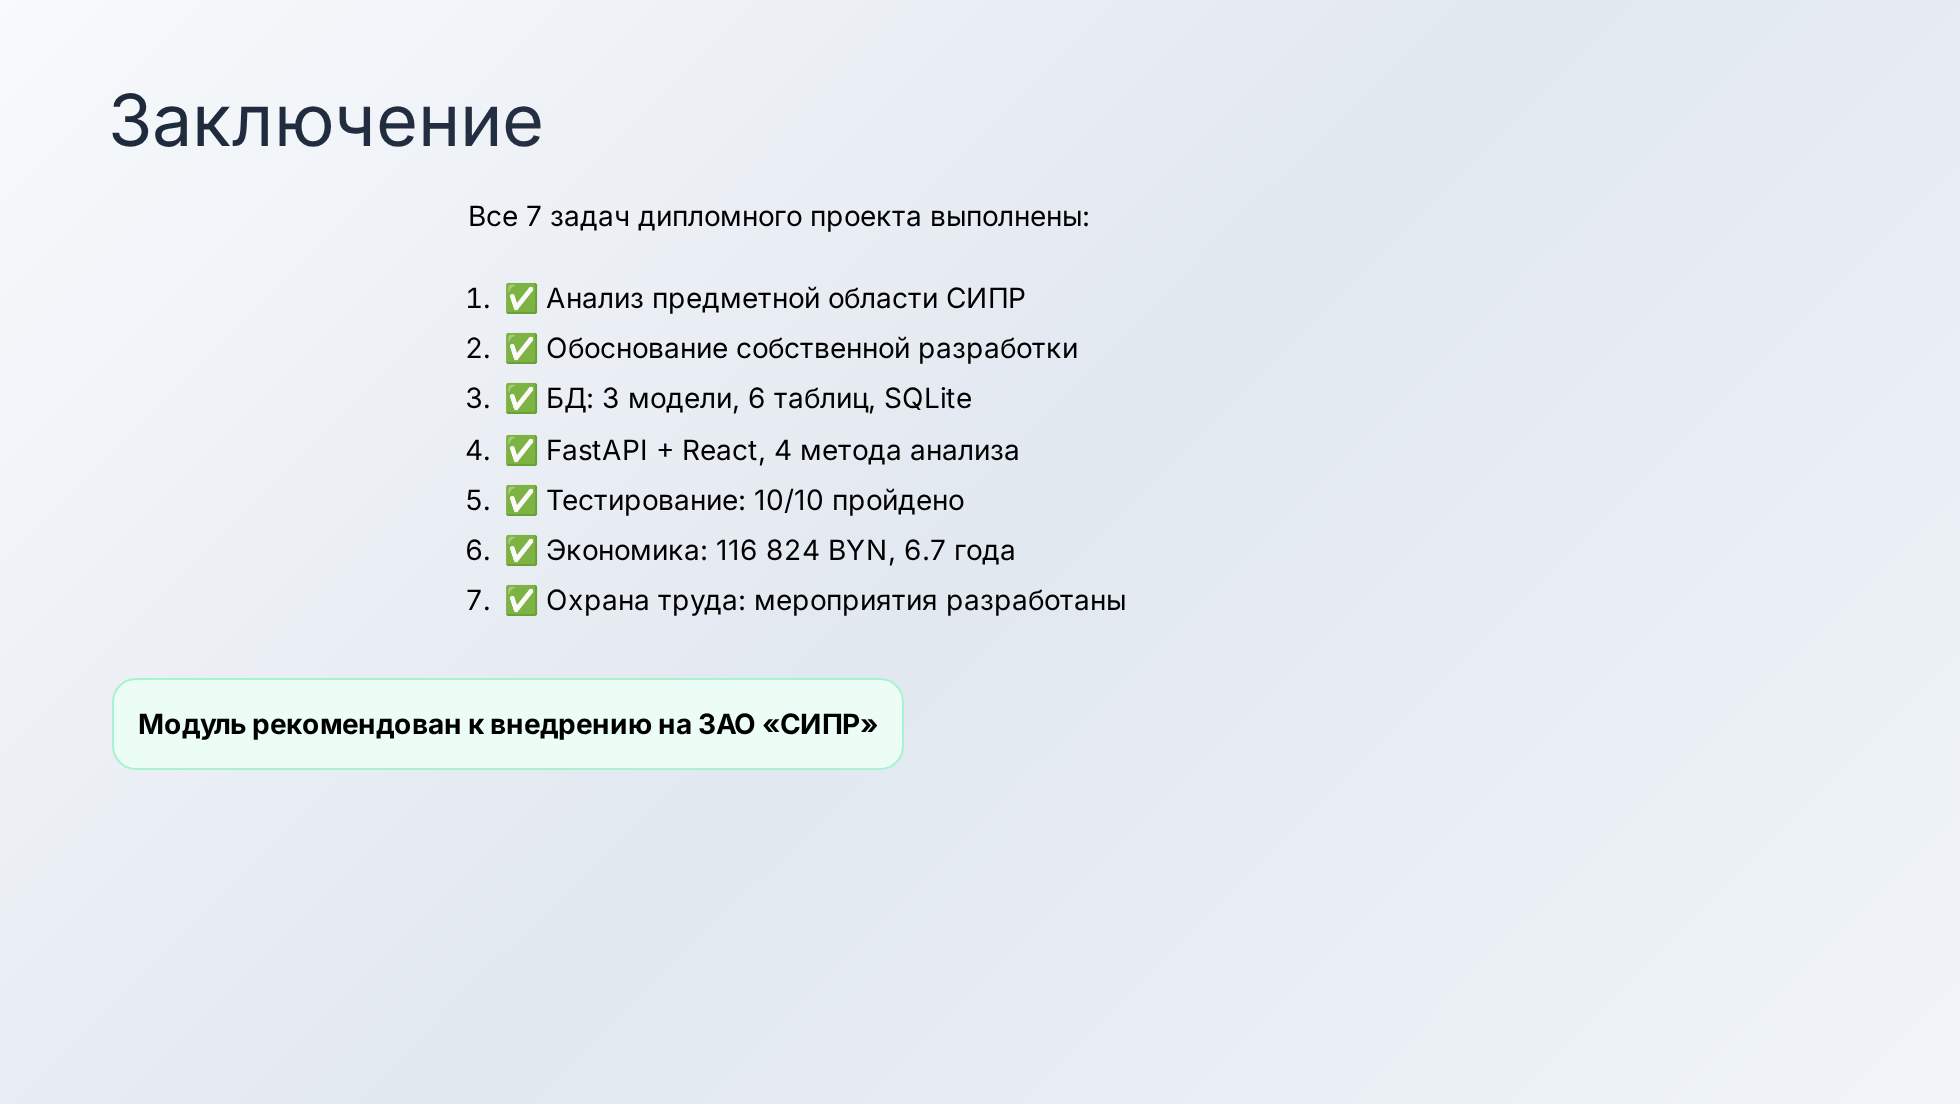 Заключение
Все 7 задач дипломного проекта выполнены:
1. ✅ Анализ предметной области СИПР
2. ✅ Обоснование собственной разработки
3. ✅ БД: 3 модели, 6 таблиц, SQLite
4. ✅ FastAPI + React, 4 метода анализа
5. ✅ Тестирование: 10/10 пройдено
6. ✅ Экономика: 116 824 BYN, 6.7 года
7. ✅ Охрана труда: мероприятия разработаны
Модуль рекомендован к внедрению на ЗАО «СИПР»